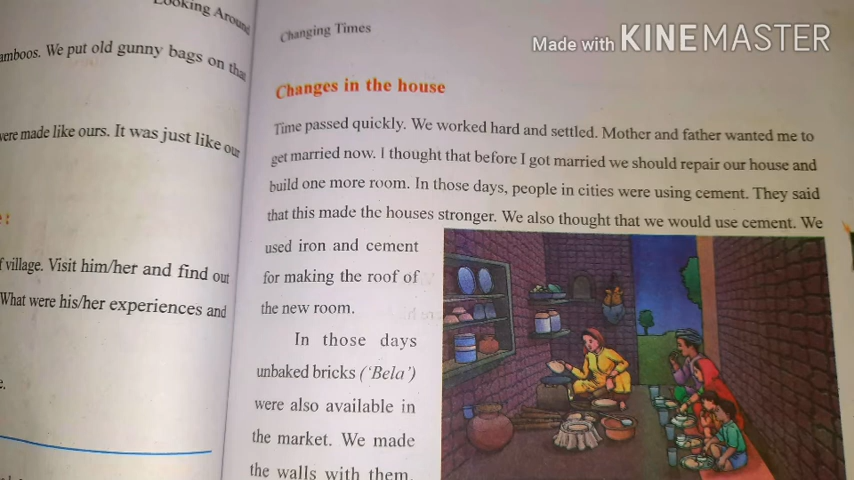 Looking Around
amboos. We put old gunny bags on that
were made like ours. It was just like our
e:
f village. Visit him/her and find out
What were his/her experiences and
e.
Changing Times
Made with KINEMASTER
Changes in the house
Time passed quickly. We worked hard and settled. Mother and father wanted me to
get married now. I thought that before I got married we should repair our house and
build one more room. In those days, people in cities were using cement. They said
that this made the houses stronger. We also thought that we would use cement. We
used iron and cement
for making the roof of
the new room.
In those days
unbaked bricks ('Bela')
were also available in
the market. We made
the walls with them.